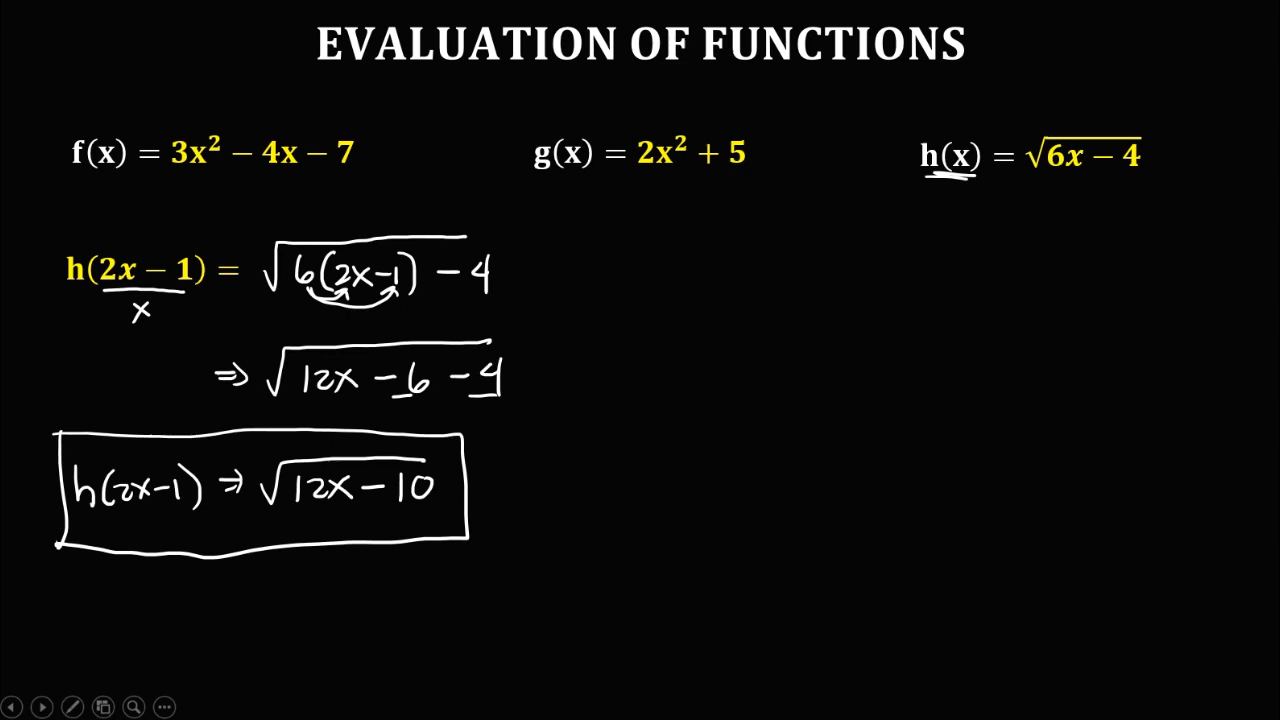 EVALUATION OF FUNCTIONS
f(x) = 3x² − 4x − 7 g(x) = 2x² + 5 h(x) = √(6x − 4)
h(2x − 1) = √(6(2x−1) − 4)
x
⇒ √(12x − 6 − 4)
h(2x−1) ⇒ √(12x − 10)